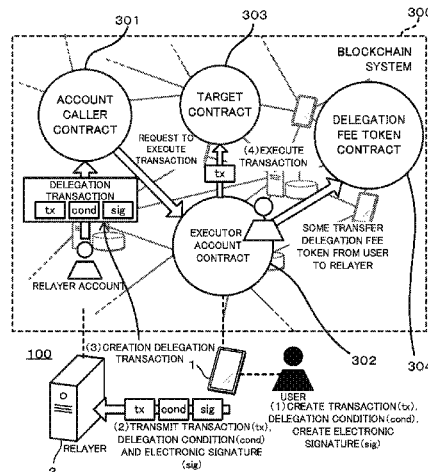 301
303
300
BLOCKCHAIN
SYSTEM
ACCOUNT
CALLER
CONTRACT
TARGET
CONTRACT
DELEGATION
FEE TOKEN
CONTRACT
REQUEST TO
EXECUTE
TRANSACTION
(4)EXECUTE
TRANSACTION
tx
DELEGATION
TRANSACTION
tx
cond
sig
EXECUTOR
ACCOUNT
CONTRACT
SOME TRANSFER
DELEGATION FEE
TOKEN FROM USER
TO RELAYER
RELAYER ACCOUNT
(3)CREATION DELEGATION
TRANSACTION
302
304
100
1
USER
(1)CREATE TRANSACTION(tx),
DELEGATION CONDITION(cond),
CREATE ELECTRONIC
SIGNATURE(sig)
tx
cond
sig
RELAYER
(2)TRANSMIT TRANSACTION(tx),
DELEGATION CONDITION(cond)
AND ELECTRONIC SIGNATURE
(sig)